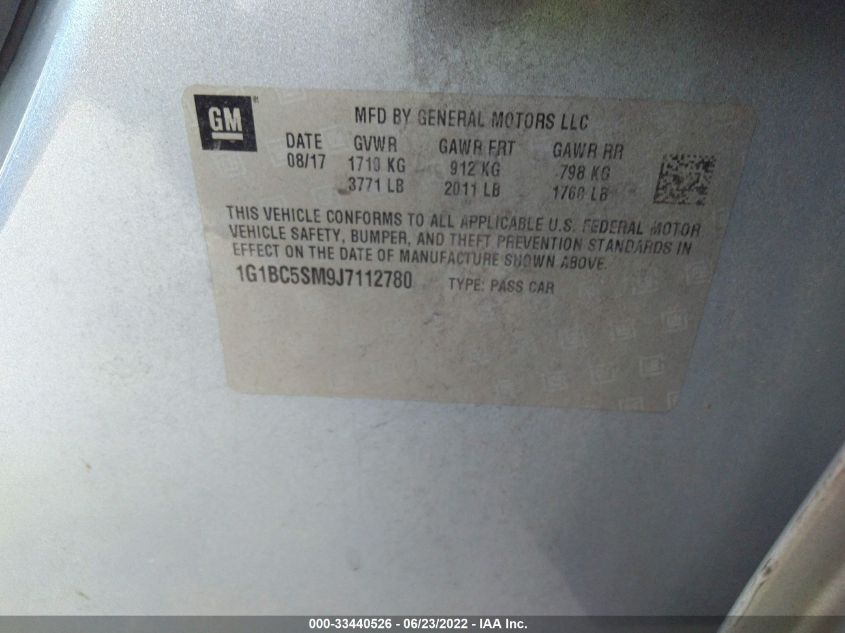 GM
MFD BY GENERAL MOTORS LLC
DATE GVWR GAWR FRT GAWR RR
08/17 1710 KG 912 KG 798 KG
3771 LB 2011 LB 1760 LB
THIS VEHICLE CONFORMS TO ALL APPLICABLE U.S. FEDERAL MOTOR
VEHICLE SAFETY, BUMPER, AND THEFT PREVENTION STANDARDS IN
EFFECT ON THE DATE OF MANUFACTURE SHOWN ABOVE.
1G1BC5SM9J7112780 TYPE: PASS CAR
000-33440526 - 06/23/2022 - IAA Inc.